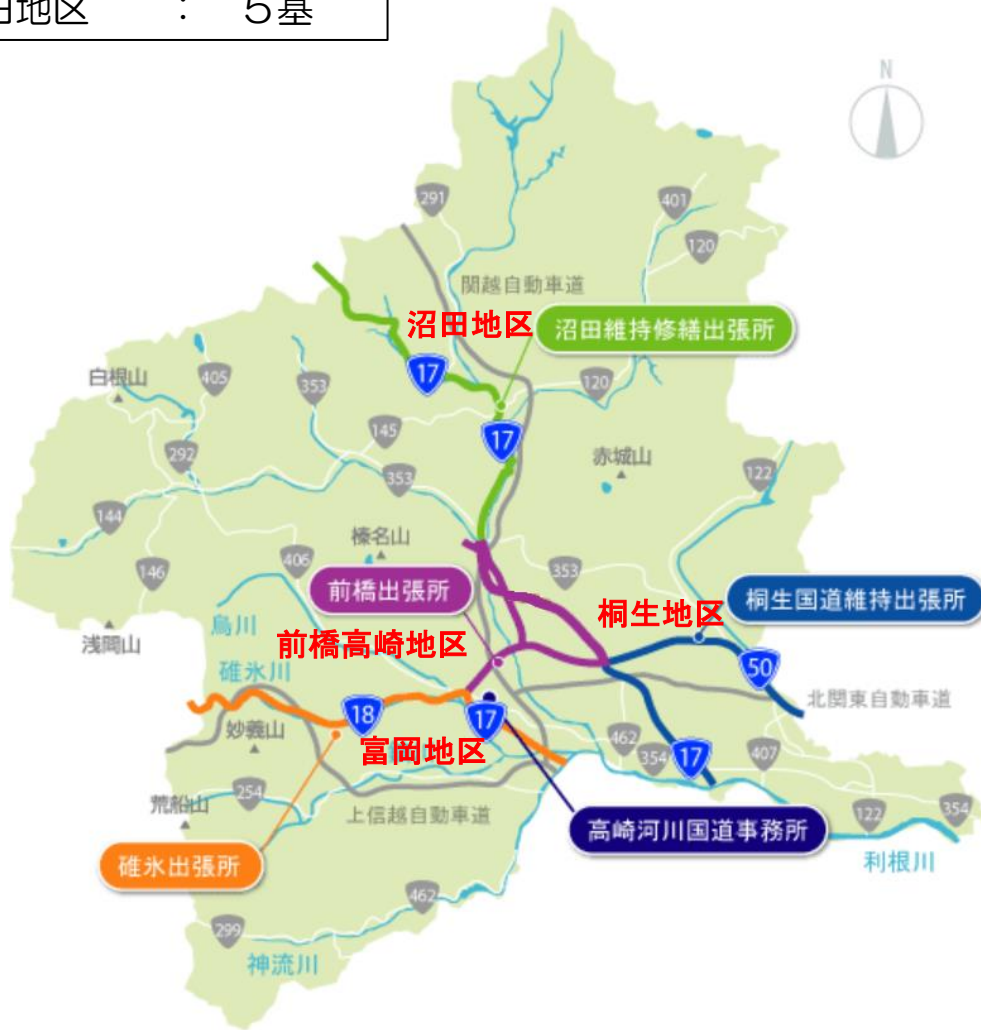 田地区 : 5基
N
291
401
120
関越自動車道
沼田地区
沼田維持修繕出張所
17
白根山
405
353
120
145
17
292
353
赤城山
122
144
榛名山
146
406
353
前橋出張所
桐生地区
桐生国道維持出張所
浅間山
烏川
前橋高崎地区
碓氷川
50
北関東自動車道
18
17
妙義山
富岡地区
462
354
17
407
荒船山
254
上信越自動車道
122
354
高崎河川国道事務所
碓氷出張所
利根川
462
299
神流川